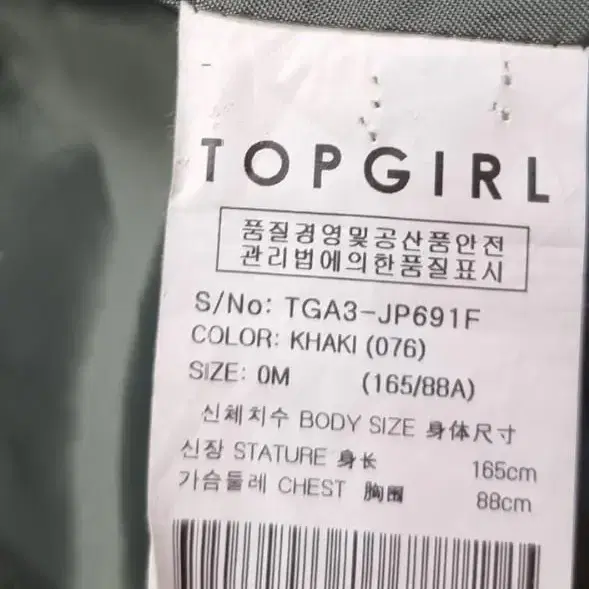 TOPGIRL
품질경영및공산품안전
관리법에의한품질표시
S/No: TGA3-JP691F
COLOR: KHAKI (076)
SIZE: 0M (165/88A)
신체치수 BODY SIZE 身体尺寸
신장 STATURE 身长 165cm
가슴둘레 CHEST 胸围 88cm